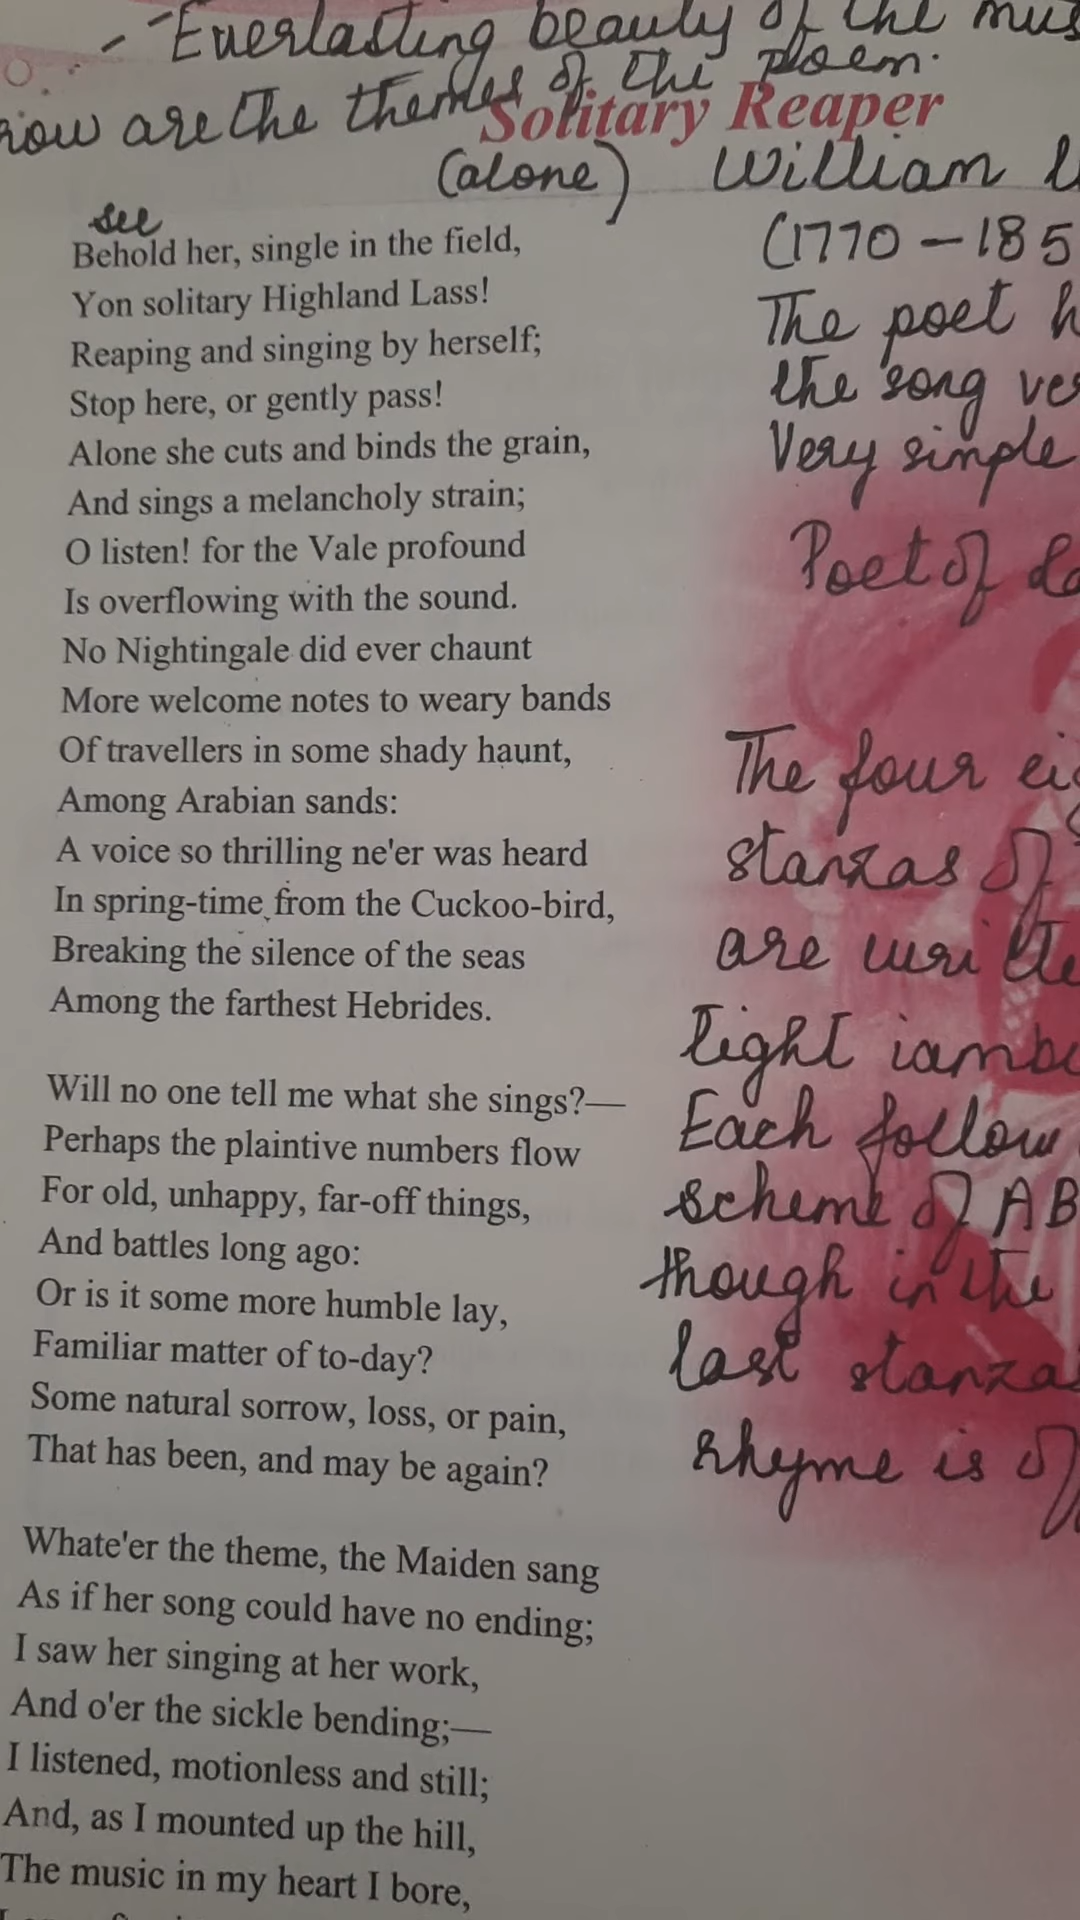 - Everlasting beauty of the
are the themes of the poem.
Solitary Reaper
(alone) William
see
Behold her, single in the field,
Yon solitary Highland Lass!
Reaping and singing by herself;
Stop here, or gently pass!
Alone she cuts and binds the grain,
And sings a melancholy strain;
O listen! for the Vale profound
Is overflowing with the sound.
No Nightingale did ever chaunt
More welcome notes to weary bands
Of travellers in some shady haunt,
Among Arabian sands:
A voice so thrilling ne'er was heard
In spring-time from the Cuckoo-bird,
Breaking the silence of the seas
Among the farthest Hebrides.
Will no one tell me what she sings?—
Perhaps the plaintive numbers flow
For old, unhappy, far-off things,
And battles long ago:
Or is it some more humble lay,
Familiar matter of to-day?
Some natural sorrow, loss, or pain,
That has been, and may be again?
Whate'er the theme, the Maiden sang
As if her song could have no ending;
I saw her singing at her work,
And o'er the sickle bending;—
I listened, motionless and still;
And, as I mounted up the hill,
The music in my heart I bore,
(1770 - 185
The poet
the song
Very simple
Poet of
The four
stanzas of
are
tight
Each follow
scheme of AB
though in the
last stanza
rhyme is of